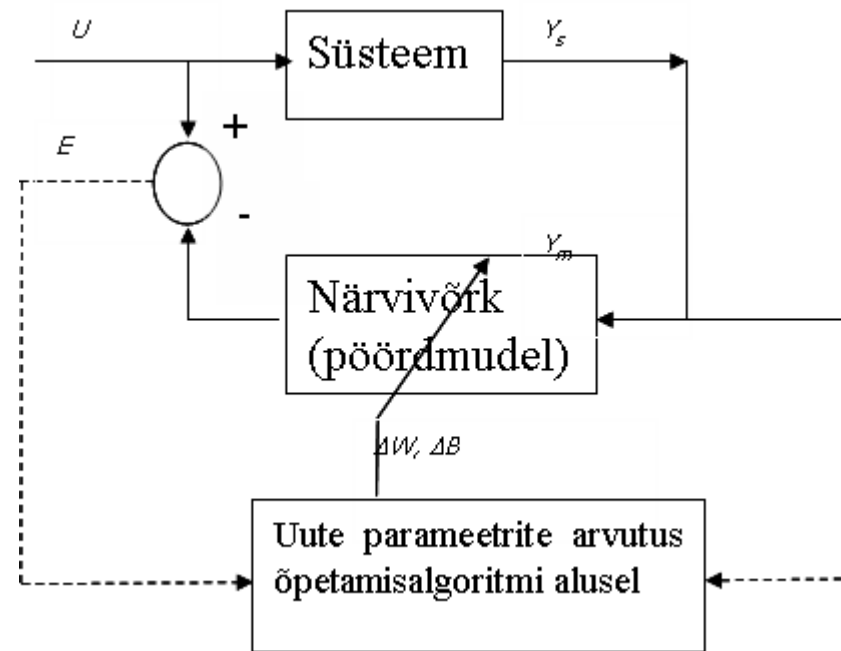 U
Süsteem
Y_s
+
E
-
Y_m
Närvivõrk
(pöördmudel)
ΔW, ΔB
Uute parameetrite arvutus
õpetamisalgoritmi alusel